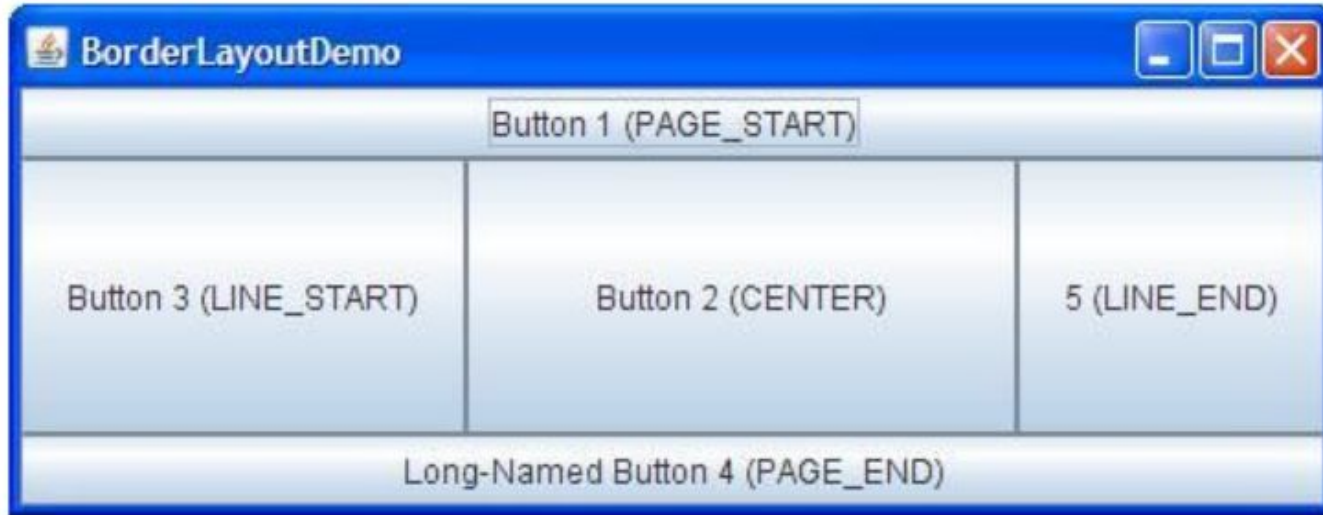 BorderLayoutDemo
Button 1 (PAGE_START)
Button 3 (LINE_START)
Button 2 (CENTER)
5 (LINE_END)
Long-Named Button 4 (PAGE_END)